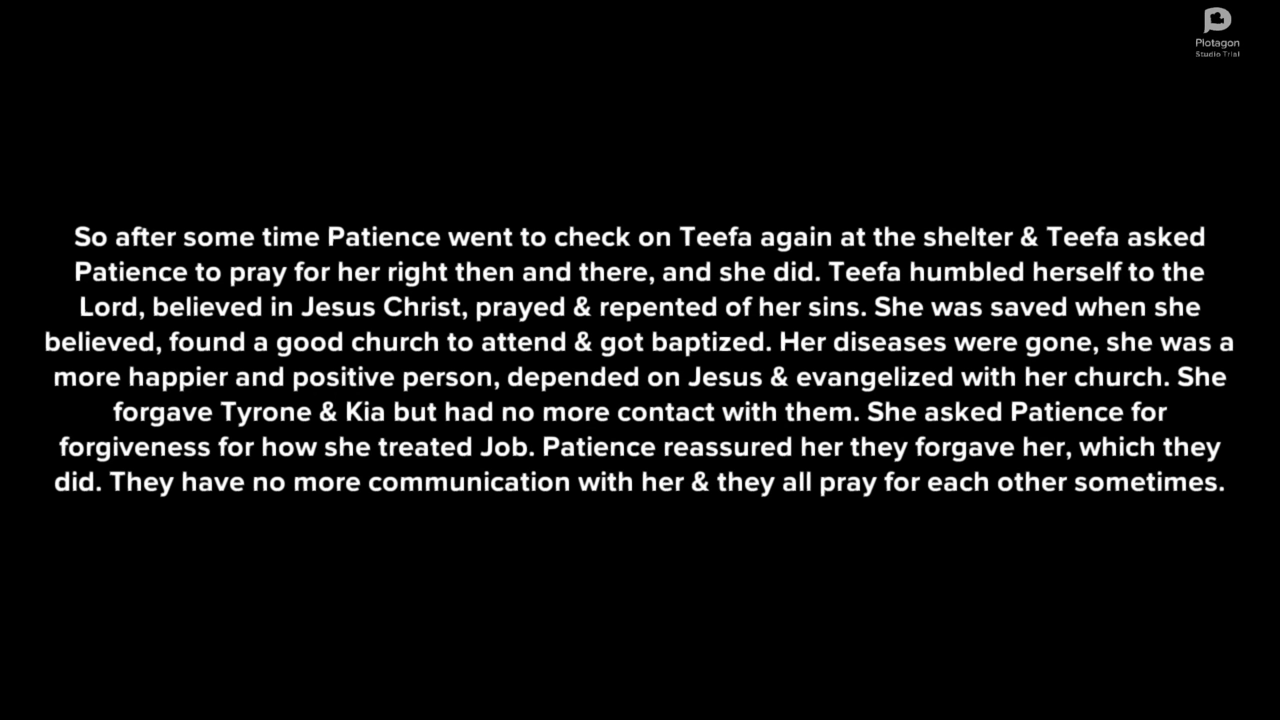 Plotagon
Studio Trial
So after some time Patience went to check on Teefa again at the shelter & Teefa asked
Patience to pray for her right then and there, and she did. Teefa humbled herself to the
Lord, believed in Jesus Christ, prayed & repented of her sins. She was saved when she
believed, found a good church to attend & got baptized. Her diseases were gone, she was a
more happier and positive person, depended on Jesus & evangelized with her church. She
forgave Tyrone & Kia but had no more contact with them. She asked Patience for
forgiveness for how she treated Job. Patience reassured her they forgave her, which they
did. They have no more communication with her & they all pray for each other sometimes.